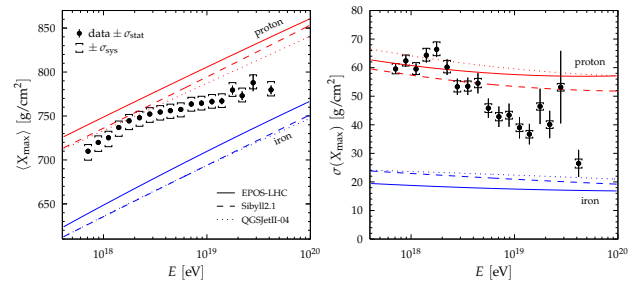 data ± σstat
± σsys
proton
iron
EPOS-LHC
Sibyll2.1
QGSJetII-04
850
800
750
700
650
10^18
10^19
10^20
E [eV]
⟨Xmax⟩ [g/cm²]
proton
iron
80
70
60
50
40
30
20
10
0
10^18
10^19
10^20
E [eV]
σ(Xmax) [g/cm²]